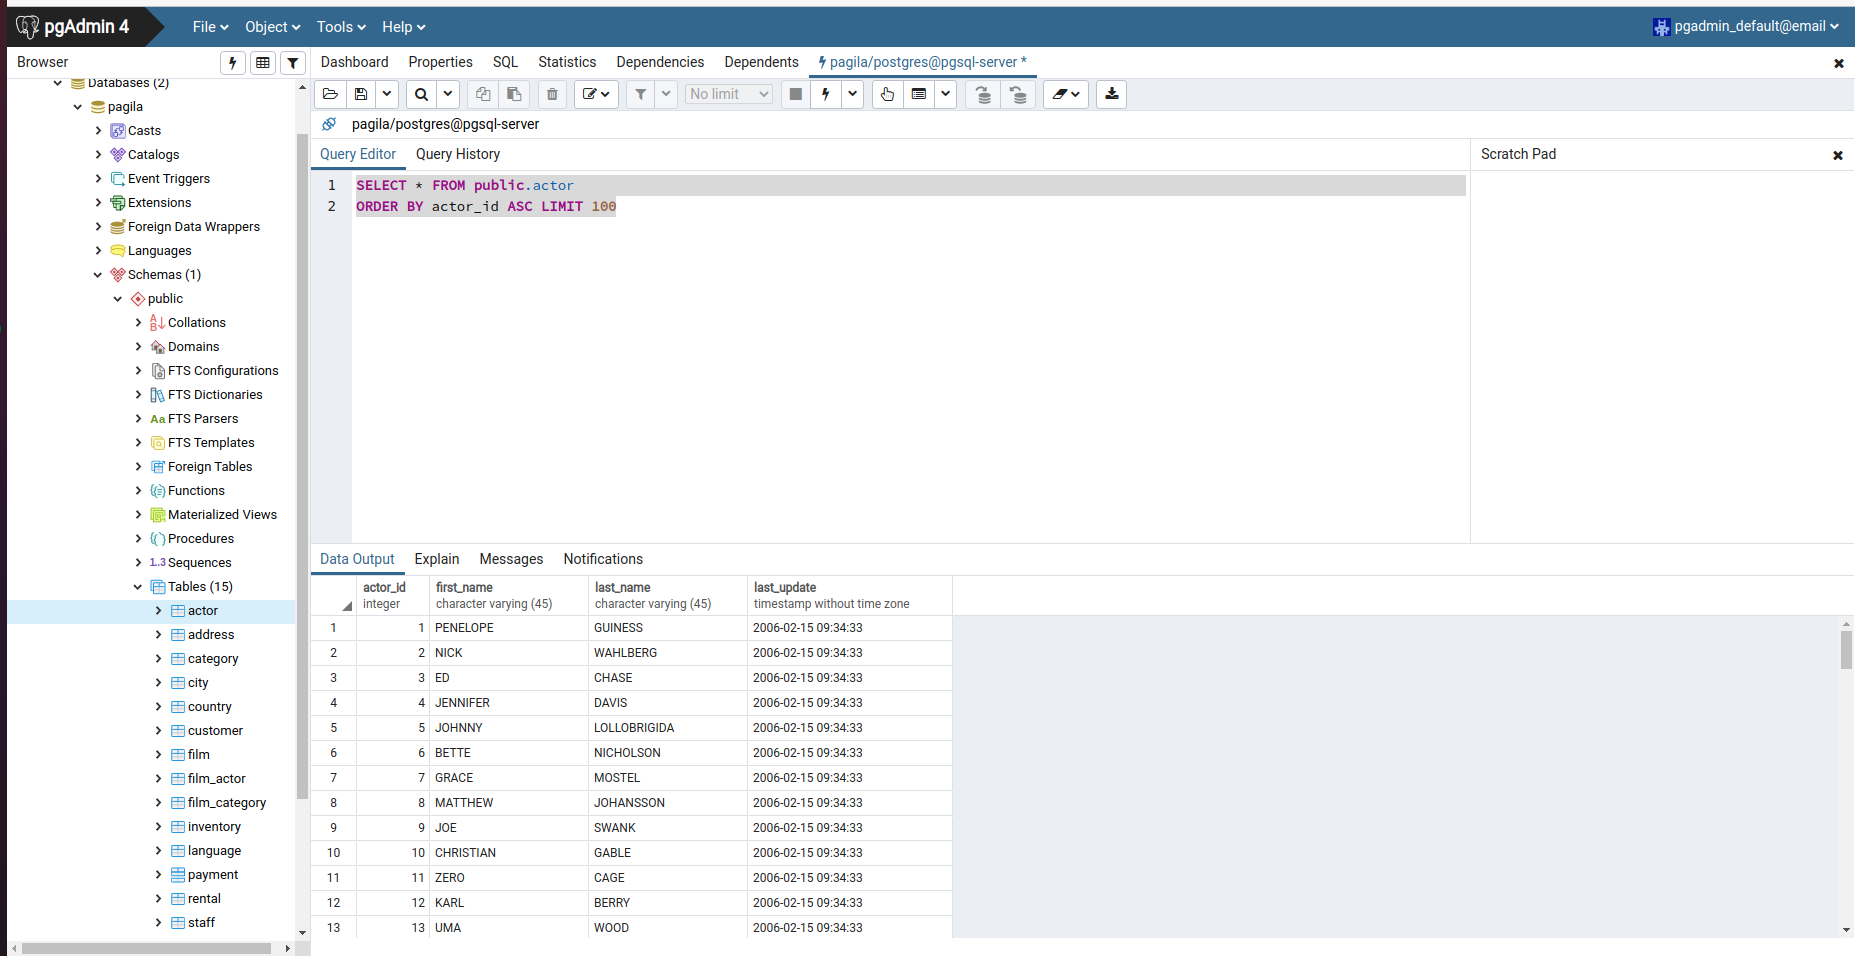 pgAdmin 4
File
Object
Tools
Help
pgadmin_default@email
Browser
Dashboard
Properties
SQL
Statistics
Dependencies
Dependents
pagila/postgres@pgsql-server *
No limit
pagila/postgres@pgsql-server
Databases (2)
pagila
Casts
Catalogs
Event Triggers
Extensions
Foreign Data Wrappers
Languages
Schemas (1)
public
Collations
Domains
FTS Configurations
FTS Dictionaries
Aa FTS Parsers
FTS Templates
Foreign Tables
Functions
Materialized Views
Procedures
1..3 Sequences
Tables (15)
actor
address
category
city
country
customer
film
film_actor
film_category
inventory
language
payment
rental
staff
Query Editor
Query History
Scratch Pad
1 SELECT * FROM public.actor
2 ORDER BY actor_id ASC LIMIT 100
Data Output
Explain
Messages
Notifications
actor_id first_name last_name last_update
integer character varying (45) character varying (45) timestamp without time zone
1 1 PENELOPE GUINESS 2006-02-15 09:34:33
2 2 NICK WAHLBERG 2006-02-15 09:34:33
3 3 ED CHASE 2006-02-15 09:34:33
4 4 JENNIFER DAVIS 2006-02-15 09:34:33
5 5 JOHNNY LOLLOBRIGIDA 2006-02-15 09:34:33
6 6 BETTE NICHOLSON 2006-02-15 09:34:33
7 7 GRACE MOSTEL 2006-02-15 09:34:33
8 8 MATTHEW JOHANSSON 2006-02-15 09:34:33
9 9 JOE SWANK 2006-02-15 09:34:33
10 10 CHRISTIAN GABLE 2006-02-15 09:34:33
11 11 ZERO CAGE 2006-02-15 09:34:33
12 12 KARL BERRY 2006-02-15 09:34:33
13 13 UMA WOOD 2006-02-15 09:34:33